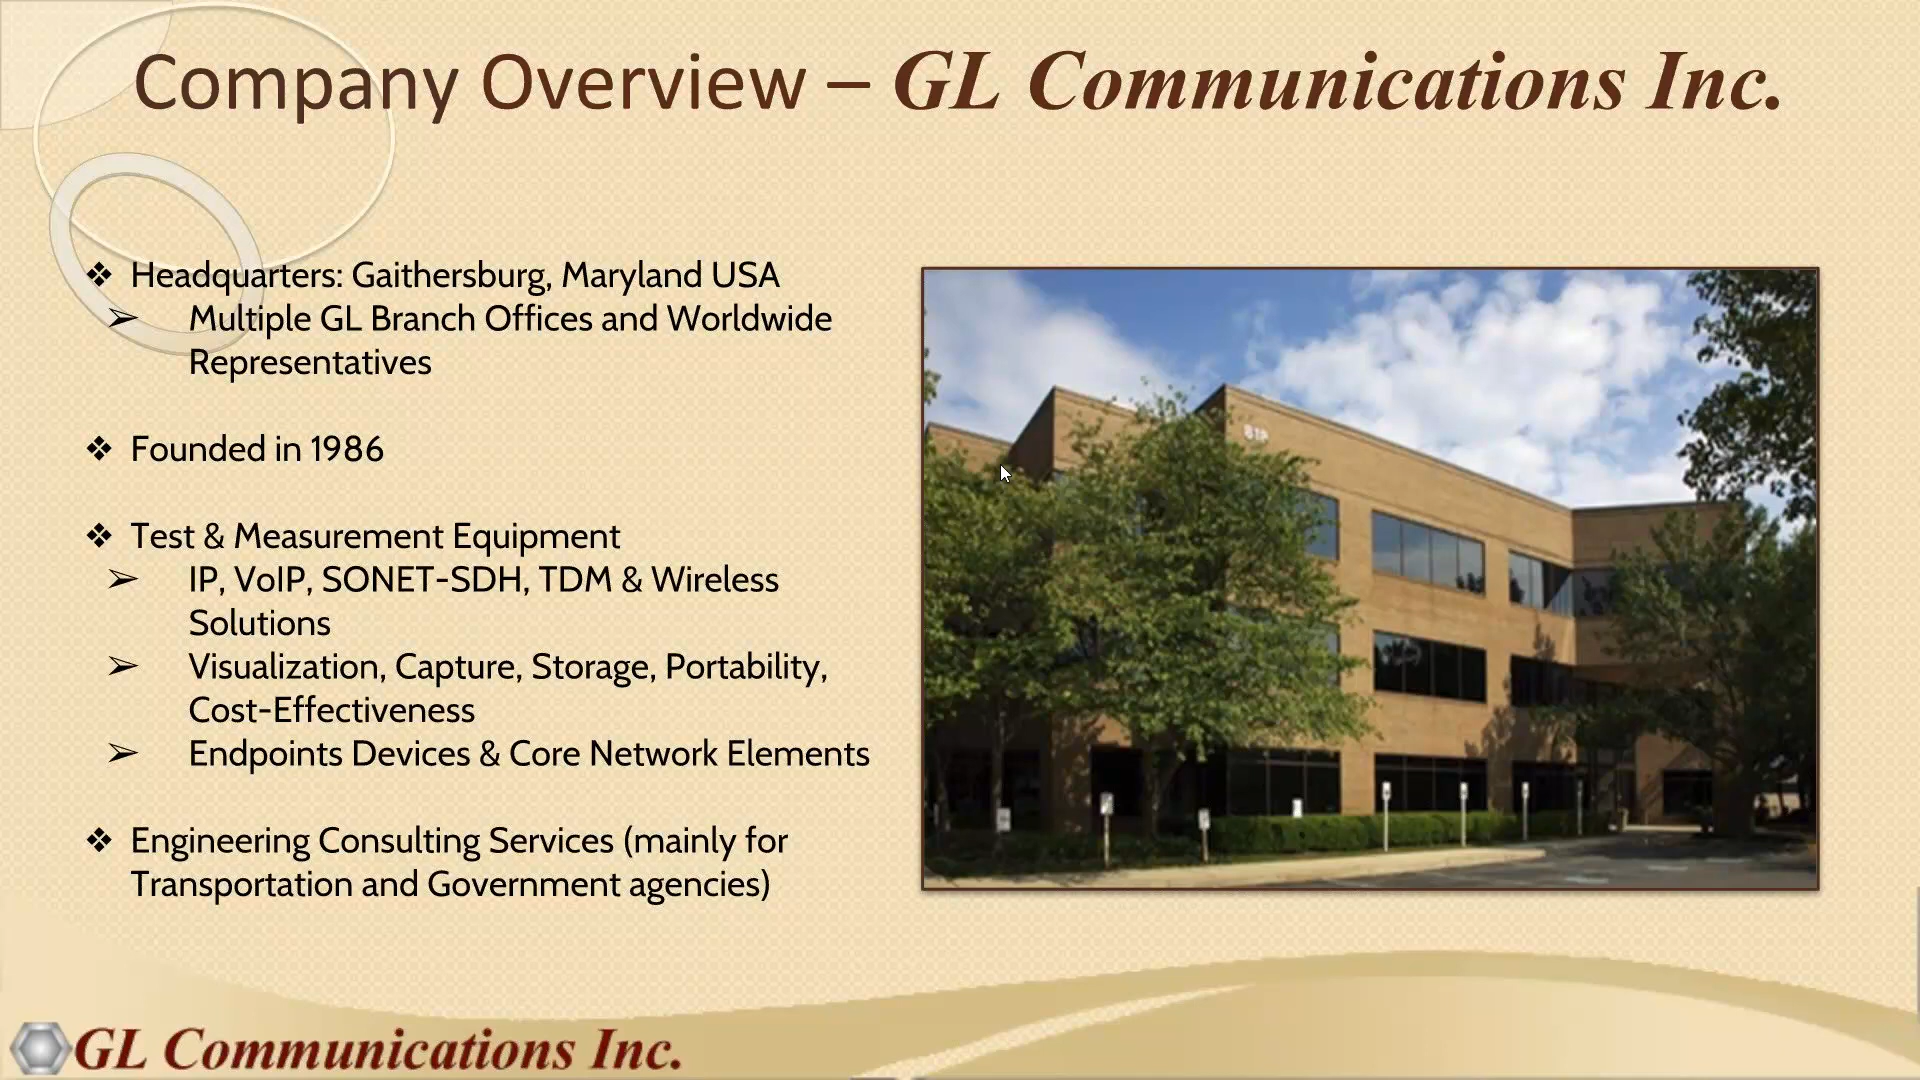 Company Overview – GL Communications Inc.
❖ Headquarters: Gaithersburg, Maryland USA
➢ Multiple GL Branch Offices and Worldwide
Representatives
❖ Founded in 1986
❖ Test & Measurement Equipment
➢ IP, VoIP, SONET-SDH, TDM & Wireless
Solutions
➢ Visualization, Capture, Storage, Portability,
Cost-Effectiveness
➢ Endpoints Devices & Core Network Elements
❖ Engineering Consulting Services (mainly for
Transportation and Government agencies)
GL Communications Inc.